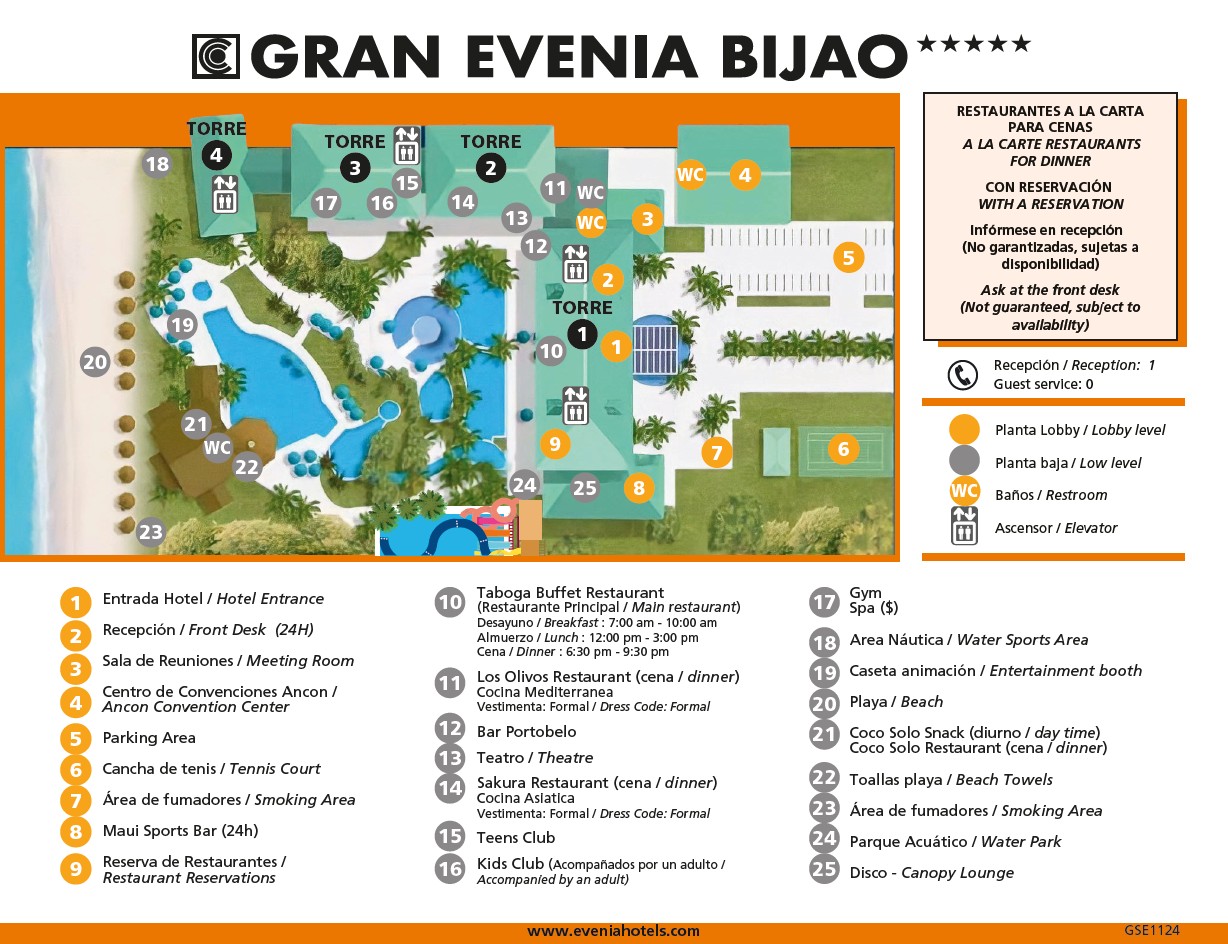 GRAN EVENIA BIJAO ★★★★★
TORRE
4
TORRE
3
TORRE
2
18
17
16
15
14
13
11
WC
WC
12
3
WC
4
5
2
TORRE
1
1
10
19
20
21
WC
22
23
9
24
25
8
7
6
RESTAURANTES A LA CARTA
PARA CENAS
A LA CARTE RESTAURANTS
FOR DINNER
CON RESERVACIÓN
WITH A RESERVATION
Infórmese en recepción
(No garantizadas, sujetas a
disponibilidad)
Ask at the front desk
(Not guaranteed, subject to
availability)
Recepción / Reception: 1
Guest service: 0
Planta Lobby / Lobby level
Planta baja / Low level
WC Baños / Restroom
Ascensor / Elevator
1 Entrada Hotel / Hotel Entrance
2 Recepción / Front Desk (24H)
3 Sala de Reuniones / Meeting Room
4 Centro de Convenciones Ancon /
Ancon Convention Center
5 Parking Area
6 Cancha de tenis / Tennis Court
7 Área de fumadores / Smoking Area
8 Maui Sports Bar (24h)
9 Reserva de Restaurantes /
Restaurant Reservations
10 Taboga Buffet Restaurant
(Restaurante Principal / Main restaurant)
Desayuno / Breakfast : 7:00 am - 10:00 am
Almuerzo / Lunch : 12:00 pm - 3:00 pm
Cena / Dinner : 6:30 pm - 9:30 pm
11 Los Olivos Restaurant (cena / dinner)
Cocina Mediterranea
Vestimenta: Formal / Dress Code: Formal
12 Bar Portobelo
13 Teatro / Theatre
14 Sakura Restaurant (cena / dinner)
Cocina Asiatica
Vestimenta: Formal / Dress Code: Formal
15 Teens Club
16 Kids Club (Acompañados por un adulto /
Accompanied by an adult)
17 Gym
Spa ($)
18 Area Náutica / Water Sports Area
19 Caseta animación / Entertainment booth
20 Playa / Beach
21 Coco Solo Snack (diurno / day time)
Coco Solo Restaurant (cena / dinner)
22 Toallas playa / Beach Towels
23 Área de fumadores / Smoking Area
24 Parque Acuático / Water Park
25 Disco - Canopy Lounge
www.eveniahotels.com
GSE1124